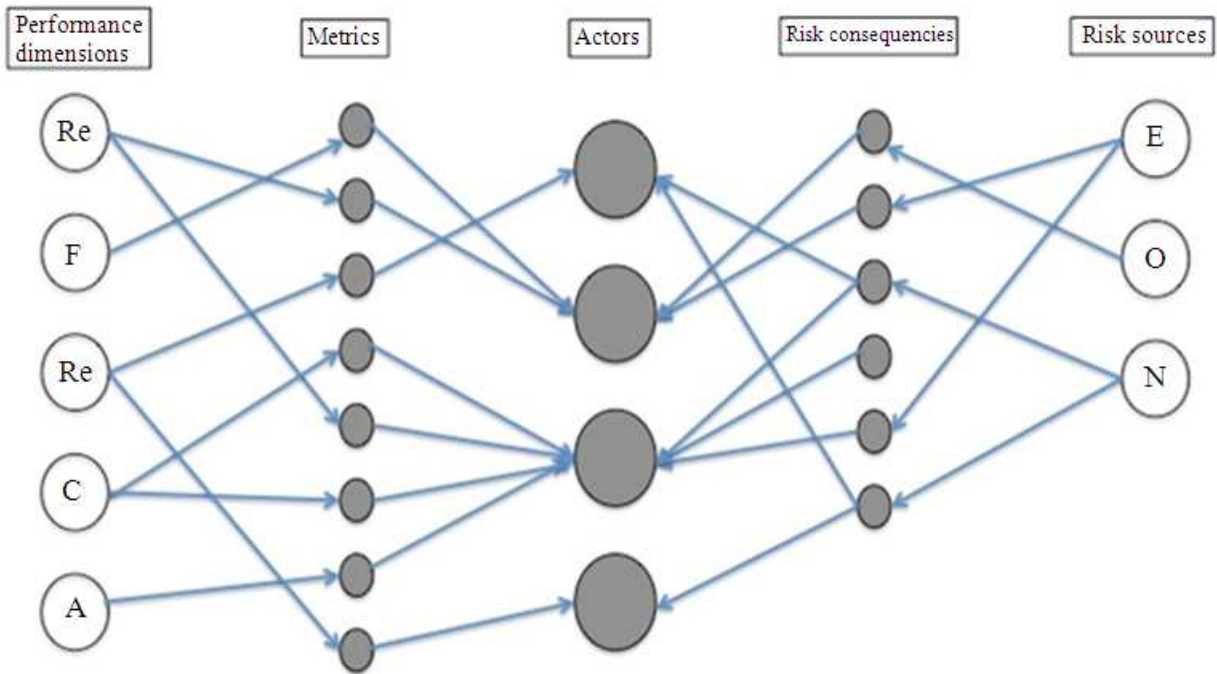 Performance
dimensions
Metrics
Actors
Risk consequencies
Risk sources
Re
F
Re
C
A
E
O
N